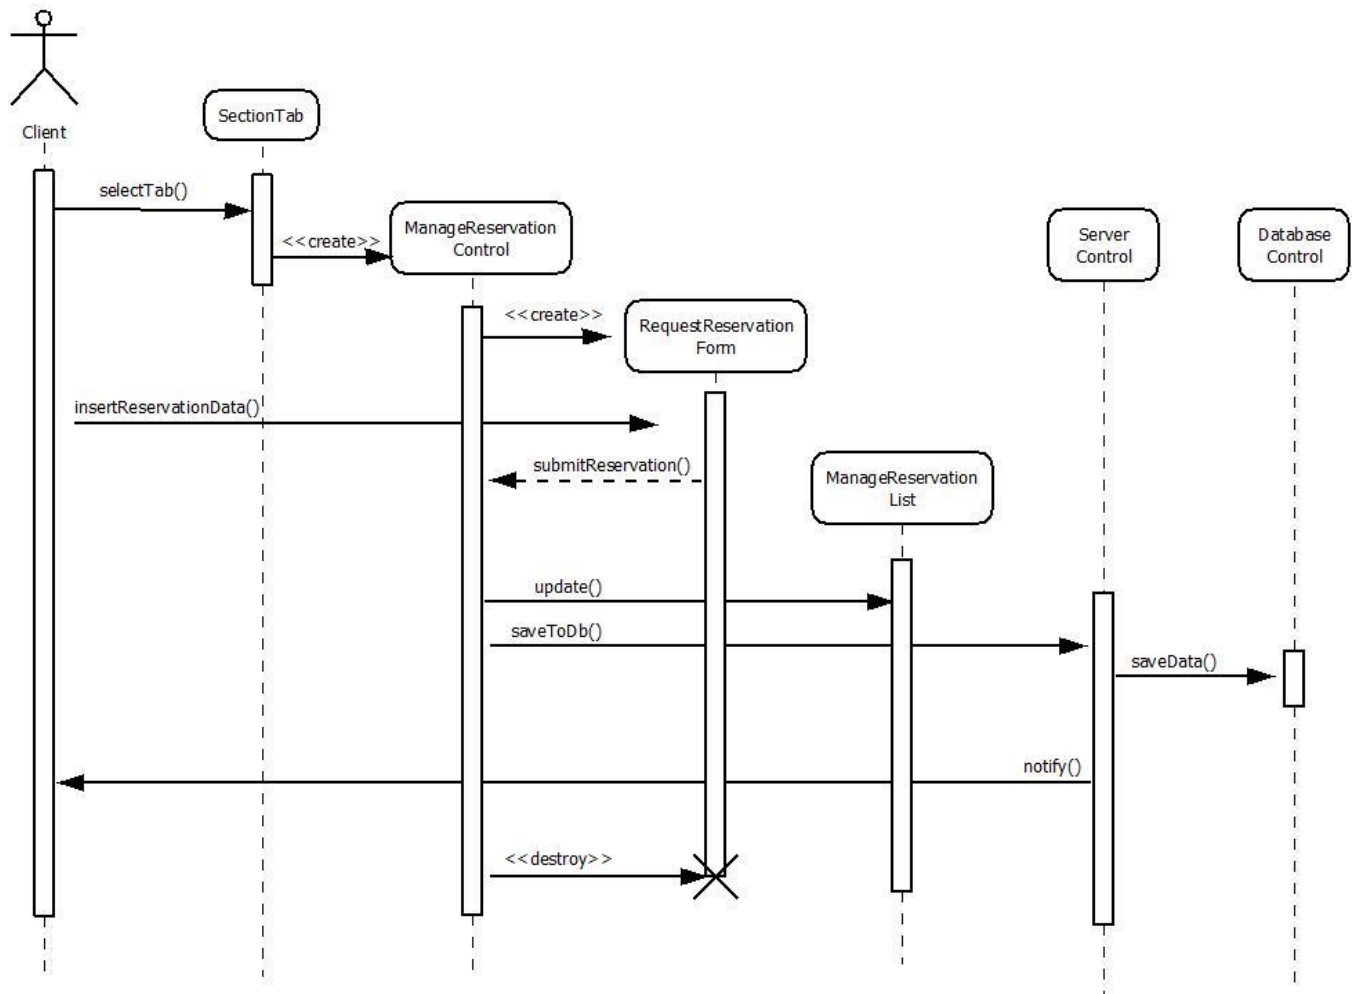 Client
SectionTab
selectTab()
<<create>>
ManageReservation
Control
Server
Control
Database
Control
<<create>>
RequestReservation
Form
insertReservationData()
submitReservation()
ManageReservation
List
update()
saveToDb()
saveData()
notify()
<<destroy>>